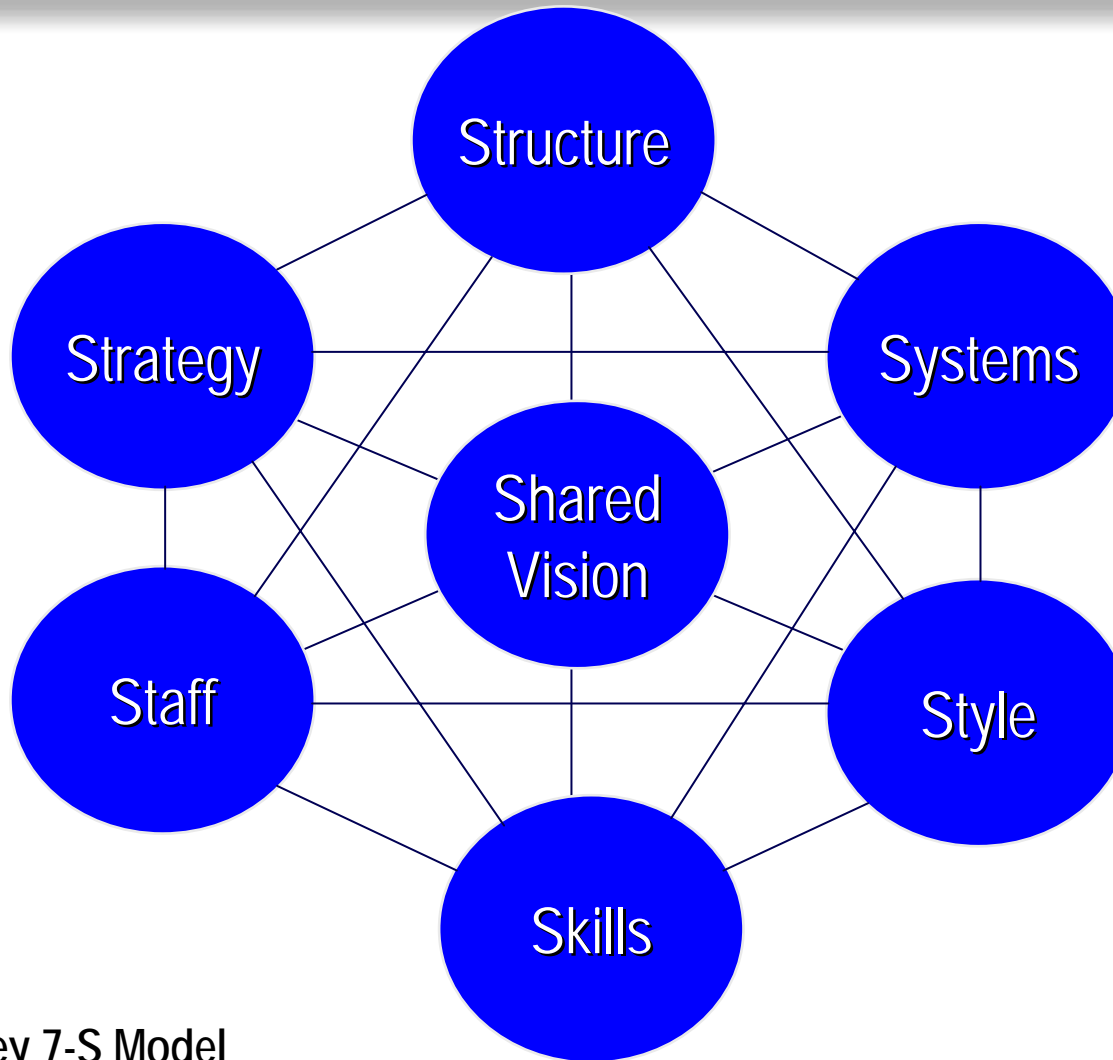 Structure
Strategy
Systems
Shared
Vision
Staff
Style
Skills
ey 7-S Model